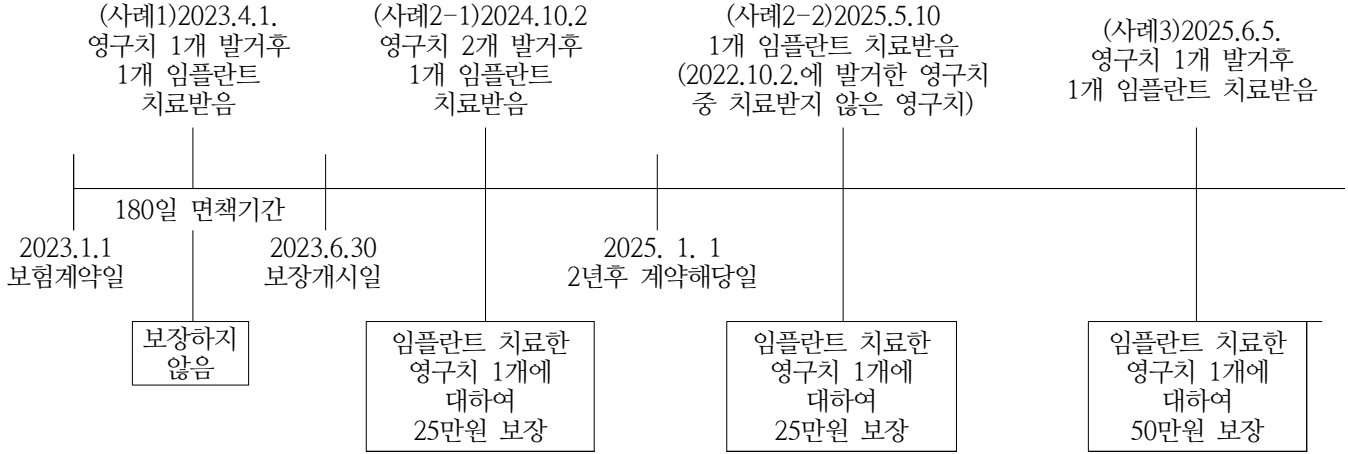 (사례1)2023.4.1.
영구치 1개 발거후
1개 임플란트
치료받음
(사례2-1)2024.10.2
영구치 2개 발거후
1개 임플란트
치료받음
(사례2-2)2025.5.10
1개 임플란트 치료받음
(2022.10.2.에 발거한 영구치
중 치료받지 않은 영구치)
(사례3)2025.6.5.
영구치 1개 발거후
1개 임플란트 치료받음
180일 면책기간
2023.1.1
보험계약일
2023.6.30
보장개시일
2025. 1. 1
2년후 계약해당일
보장하지
않음
임플란트 치료한
영구치 1개에
대하여
25만원 보장
임플란트 치료한
영구치 1개에
대하여
25만원 보장
임플란트 치료한
영구치 1개에
대하여
50만원 보장